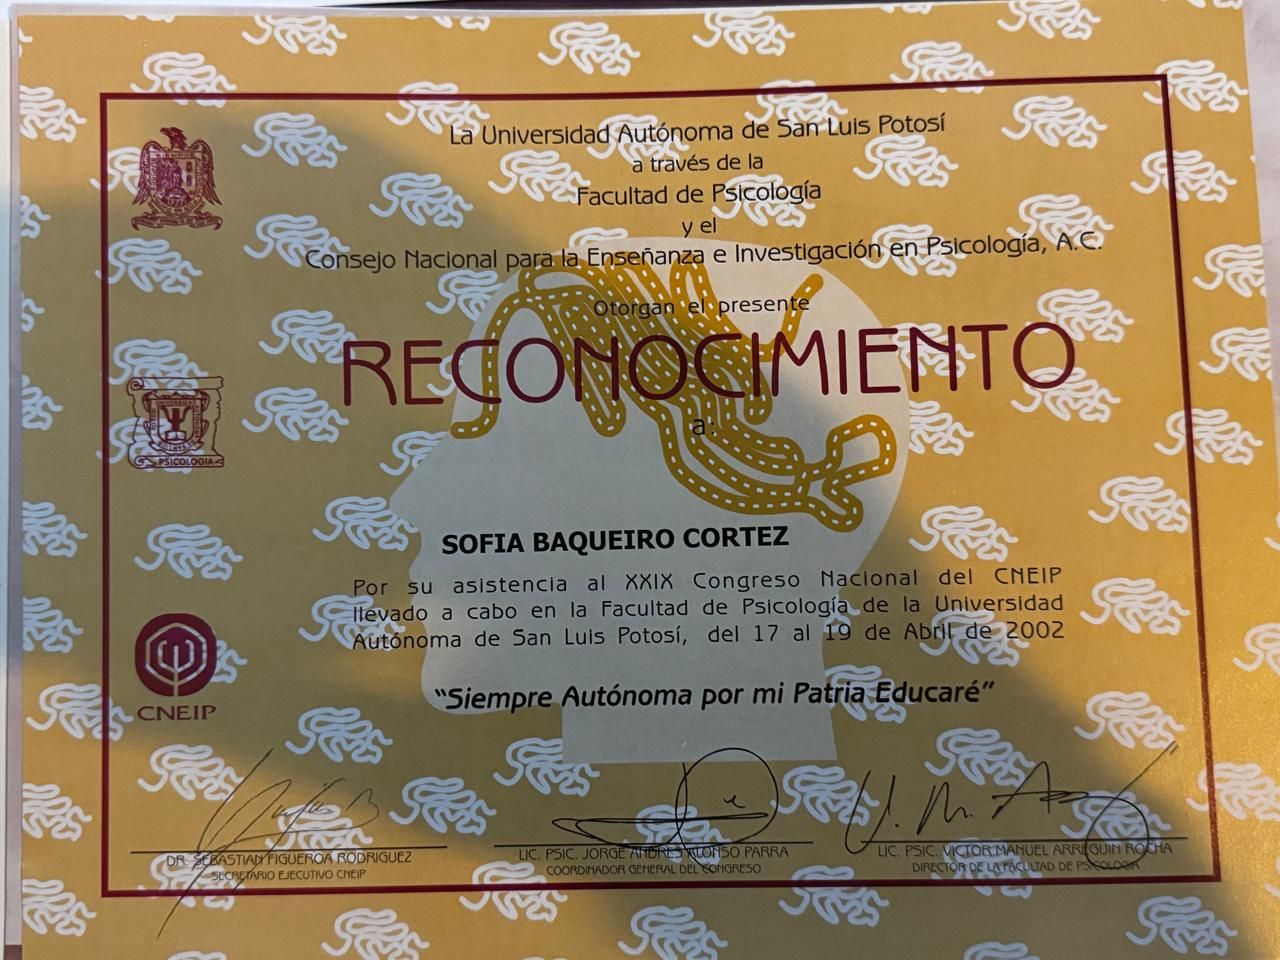 La Universidad Autónoma de San Luis Potosí
a través de la
Facultad de Psicología
y el
Consejo Nacional para la Enseñanza e Investigación en Psicología, A.C.
Otorgan el presente
RECONOCIMIENTO
a:
PSICOLOGIA
SOFIA BAQUEIRO CORTEZ
Por su asistencia al XXIX Congreso Nacional del CNEIP
llevado a cabo en la Facultad de Psicología de la Universidad
Autónoma de San Luis Potosí, del 17 al 19 de Abril de 2002
"Siempre Autónoma por mi Patria Educaré"
CNEIP
DR. SEBASTIAN FIGUEROA RODRIGUEZ
SECRETARIO EJECUTIVO CNEIP
LIC. PSIC. JORGE ANDRES ALONSO PARRA
COORDINADOR GENERAL DEL CONGRESO
LIC. PSIC. VICTOR MANUEL ARREGUIN ROCHA
DIRECTOR DE LA FACULTAD DE PSICOLOGIA